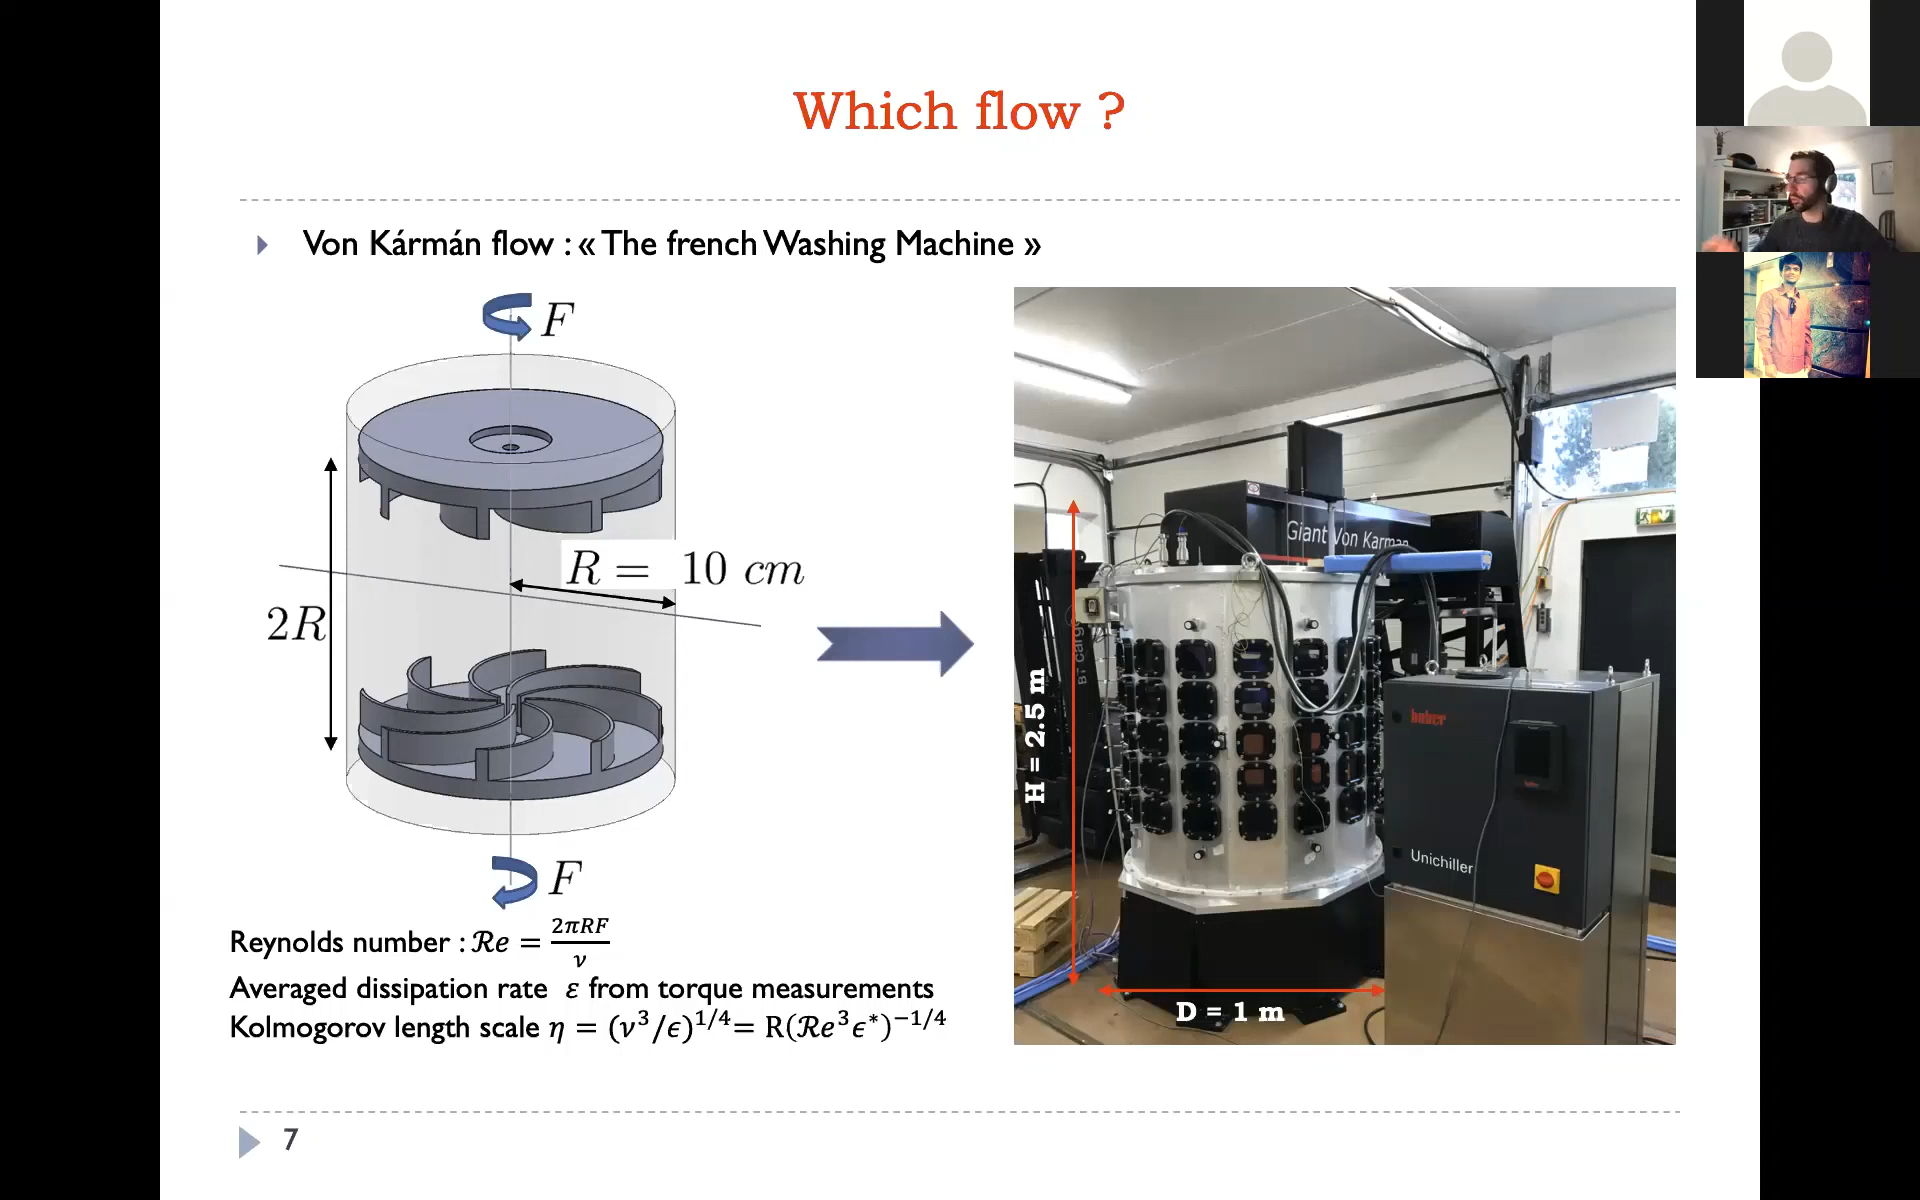 Which flow ?
Von Kármán flow : « The french Washing Machine »
F
R = 10 cm
2R
F
Reynolds number : ℛe = 2πRF/ν
Averaged dissipation rate ε from torque measurements
Kolmogorov length scale η = (ν³/ϵ)^1/4 = R(ℛe³ϵ*)^−1/4
Giant Von Karman
BT cargo
H = 2.5 m
huber
Unichiller
D = 1 m
7